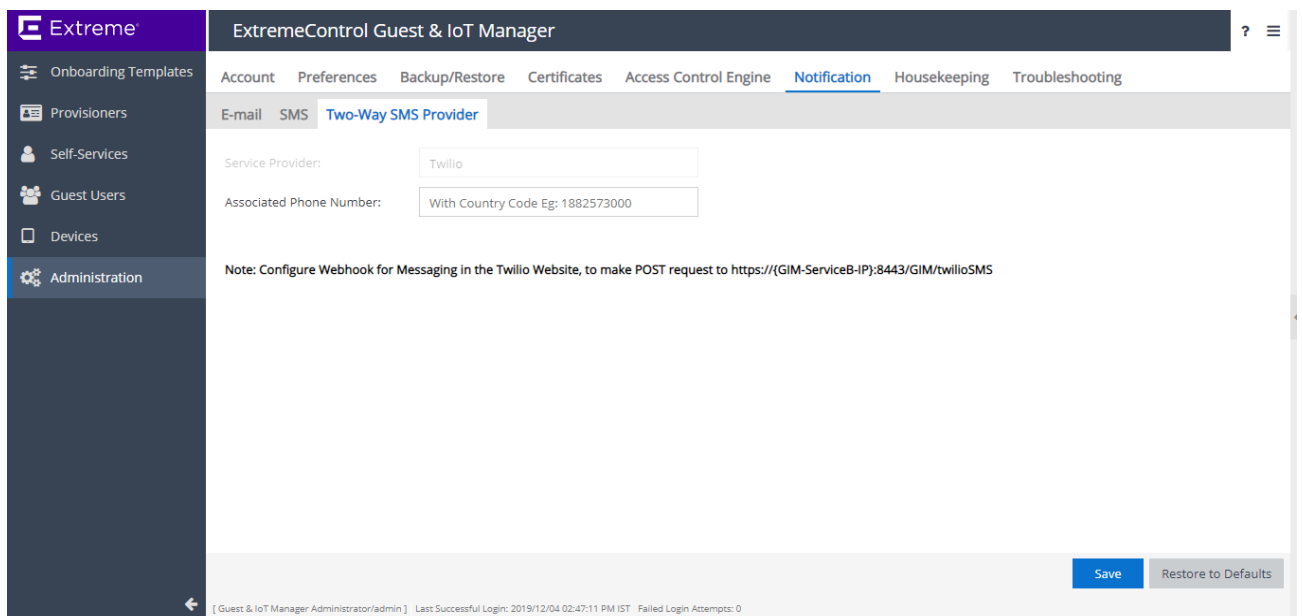 Extreme
ExtremeControl Guest & IoT Manager
?
Onboarding Templates
Provisioners
Self-Services
Guest Users
Devices
Administration
Account Preferences Backup/Restore Certificates Access Control Engine Notification Housekeeping Troubleshooting
E-mail SMS Two-Way SMS Provider
Service Provider: Twilio
Associated Phone Number: With Country Code Eg: 1882573000
Note: Configure Webhook for Messaging in the Twilio Website, to make POST request to https://{GIM-ServiceB-IP}:8443/GIM/twilioSMS
Save Restore to Defaults
[ Guest & IoT Manager Administrator/admin ] Last Successful Login: 2019/12/04 02:47:11 PM IST Failed Login Attempts: 0